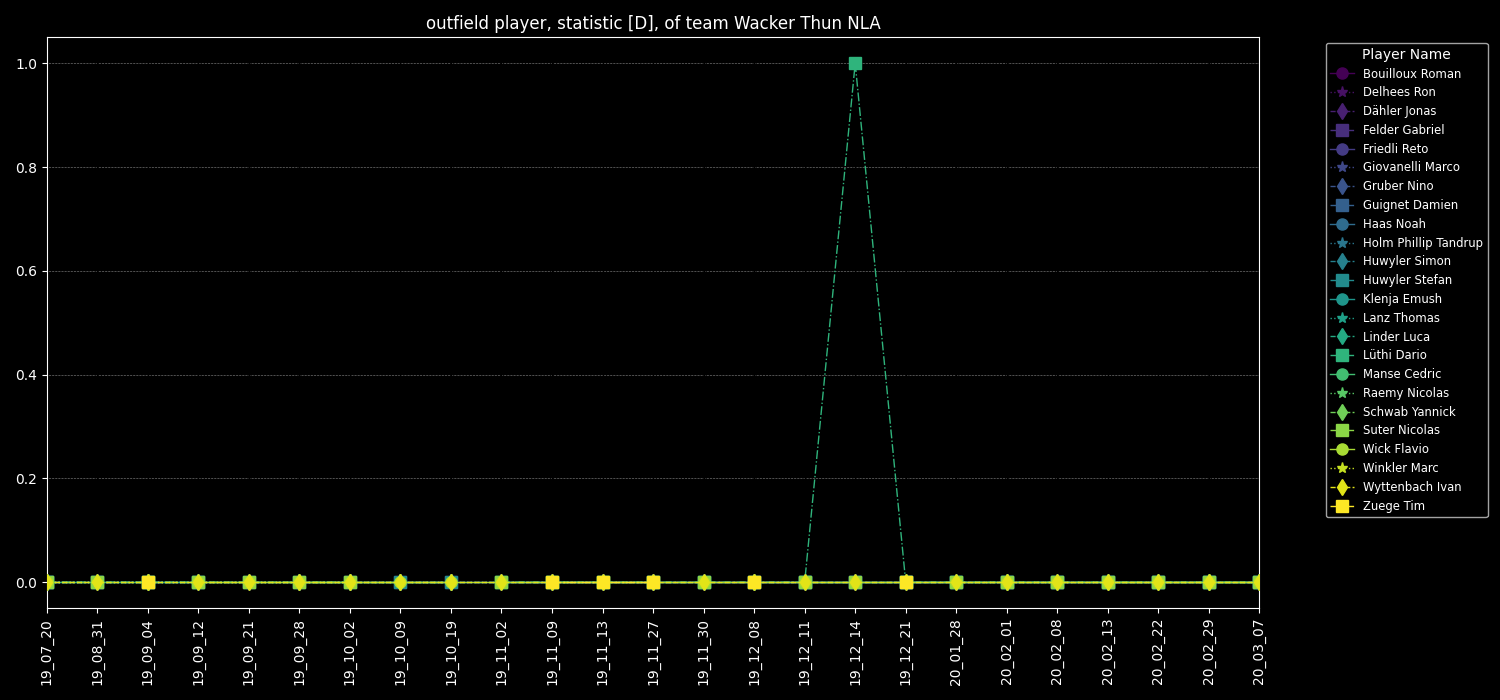 outfield player, statistic [D], of team Wacker Thun NLA
1.0
0.8
0.6
0.4
0.2
0.0
19_07_20
19_08_31
19_09_04
19_09_12
19_09_21
19_09_28
19_10_02
19_10_09
19_10_19
19_11_02
19_11_09
19_11_13
19_11_27
19_11_30
19_12_08
19_12_11
19_12_14
19_12_21
20_01_28
20_02_01
20_02_08
20_02_13
20_02_22
20_02_29
20_03_07
Player Name
Bouilloux Roman
Delhees Ron
Dähler Jonas
Felder Gabriel
Friedli Reto
Giovanelli Marco
Gruber Nino
Guignet Damien
Haas Noah
Holm Phillip Tandrup
Huwyler Simon
Huwyler Stefan
Klenja Emush
Lanz Thomas
Linder Luca
Lüthi Dario
Manse Cedric
Raemy Nicolas
Schwab Yannick
Suter Nicolas
Wick Flavio
Winkler Marc
Wyttenbach Ivan
Zuege Tim